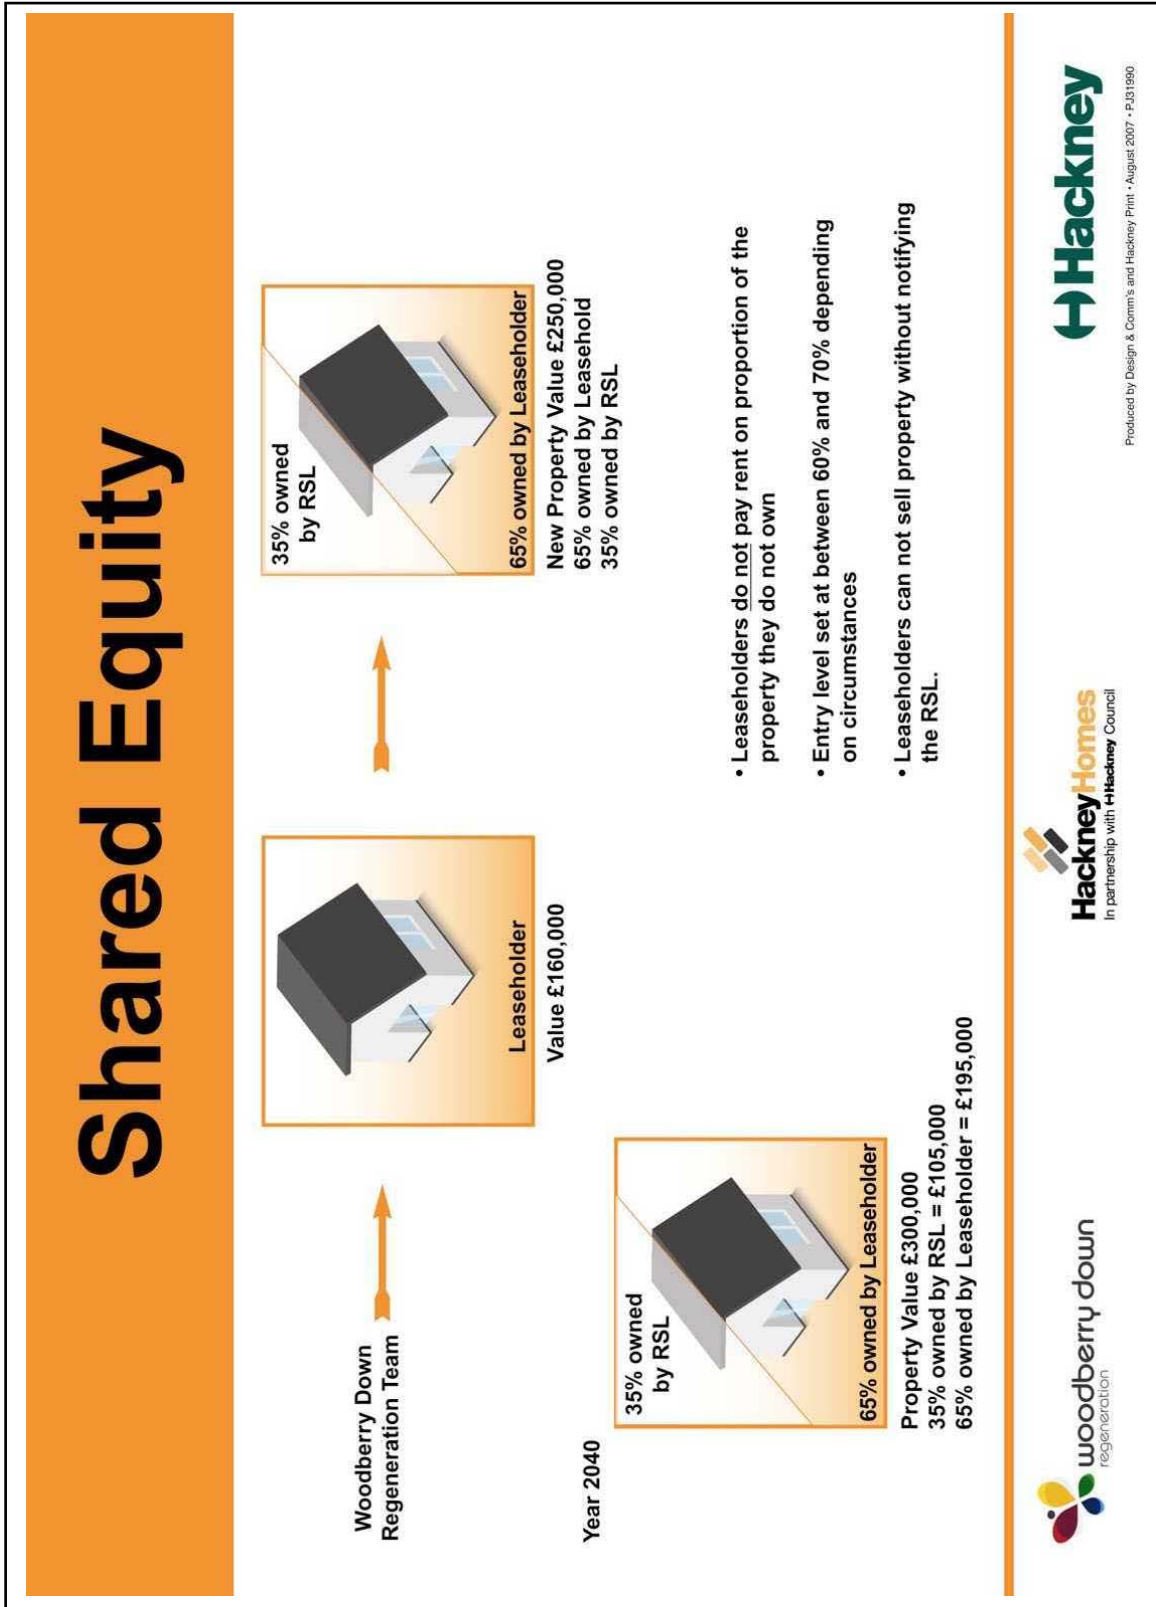 Shared Equity
Woodberry Down
Regeneration Team
Leaseholder
Value £160,000
35% owned
by RSL
65% owned by Leaseholder
New Property Value £250,000
65% owned by Leasehold
35% owned by RSL
Year 2040
35% owned
by RSL
65% owned by Leaseholder
Property Value £300,000
35% owned by RSL = £105,000
65% owned by Leaseholder = £195,000
• Leaseholders do not pay rent on proportion of the
property they do not own
• Entry level set at between 60% and 70% depending
on circumstances
• Leaseholders can not sell property without notifying
the RSL.
woodberry down
regeneration
HackneyHomes
In partnership with Hackney Council
Hackney
Produced by Design & Comm's and Hackney Print • August 2007 • PJ31990